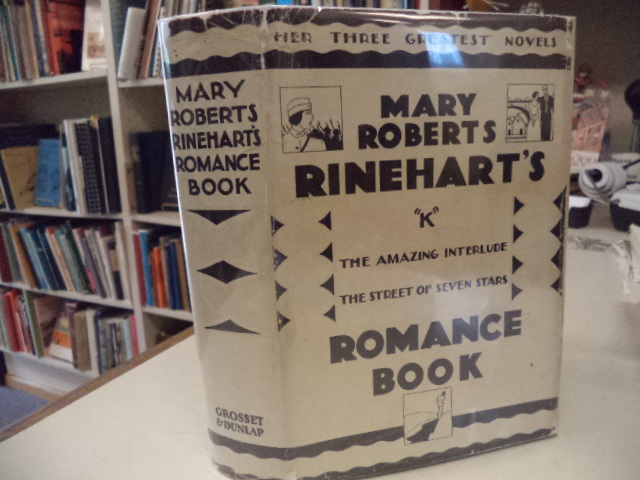 MARY
ROBERTS
RINEHART'S
ROMANCE
BOOK
GROSSET
& DUNLAP
HER THREE GREATEST NOVELS
MARY
ROBERTS
RINEHART'S
"K"
THE AMAZING INTERLUDE
THE STREET OF SEVEN STARS
ROMANCE
BOOK